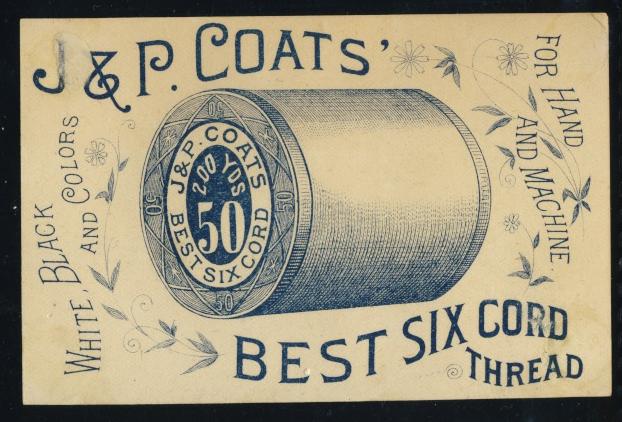 J. & P. COATS'
FOR HAND
AND MACHINE.
WHITE, BLACK
AND COLORS
J. & P. COATS
200 YDS
50
BEST SIX CORD
50
50
50
50
BEST SIX CORD
THREAD